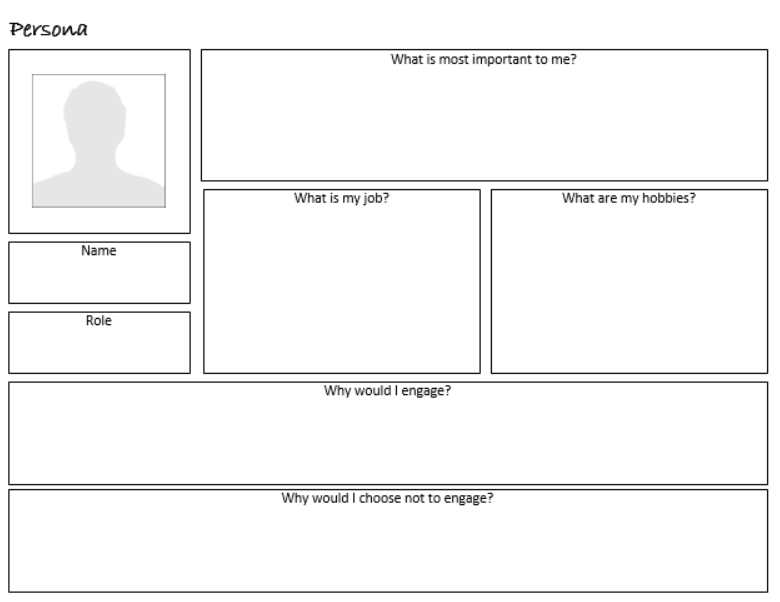 Persona
What is most important to me?
What is my job?
What are my hobbies?
Name
Role
Why would I engage?
Why would I choose not to engage?